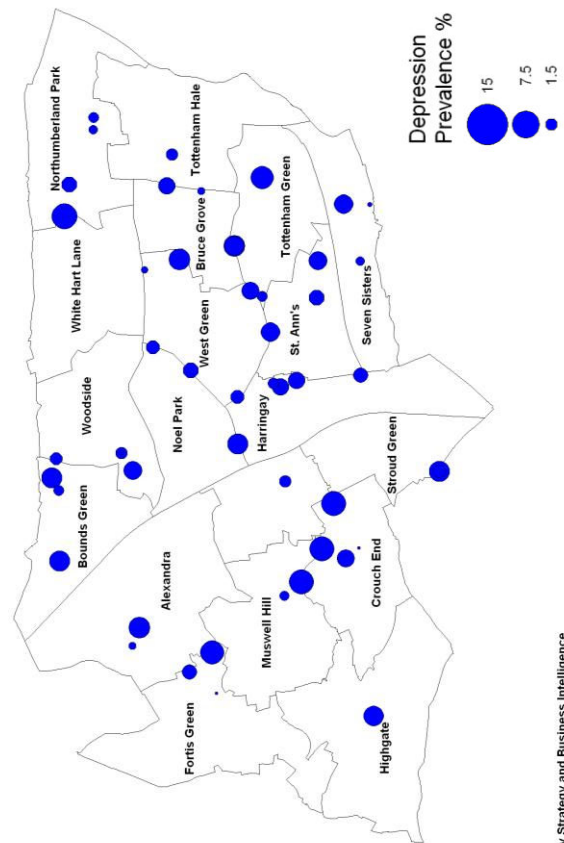 Northumberland Park
White Hart Lane
Tottenham Hale
Bruce Grove
Woodside
Bounds Green
West Green
Noel Park
Tottenham Green
Alexandra
St. Ann's
Harringay
Seven Sisters
Fortis Green
Muswell Hill
Stroud Green
Crouch End
Highgate
Depression
Prevalence %
15
7.5
1.5
Strategy and Business Intelligence